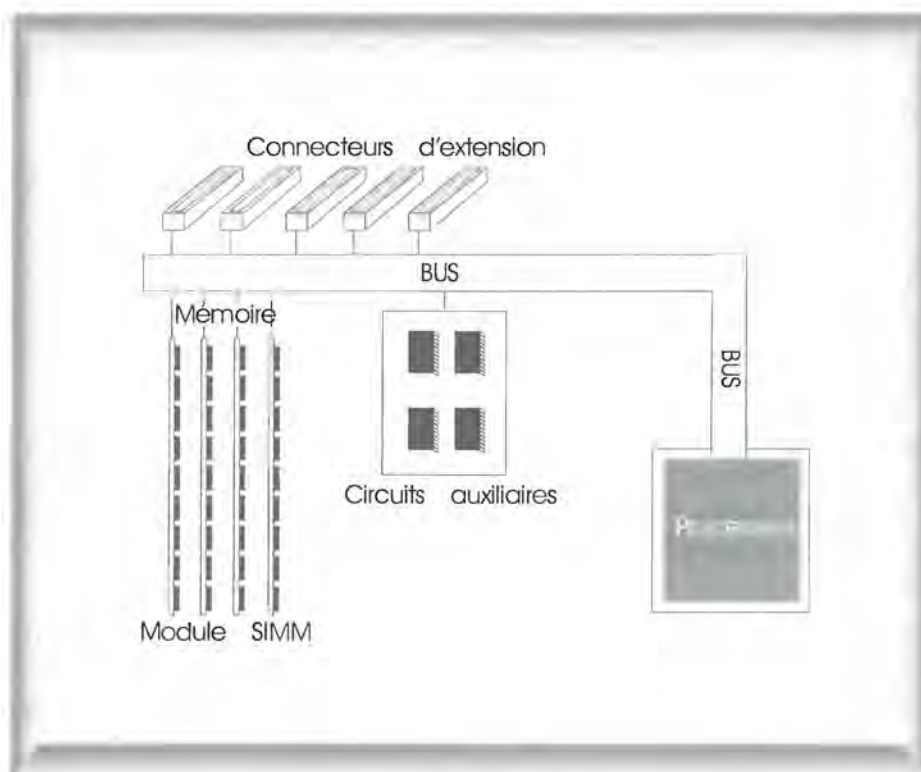 Connecteurs d'extension
BUS
Mémoire
BUS
Circuits auxiliaires
Module SIMM